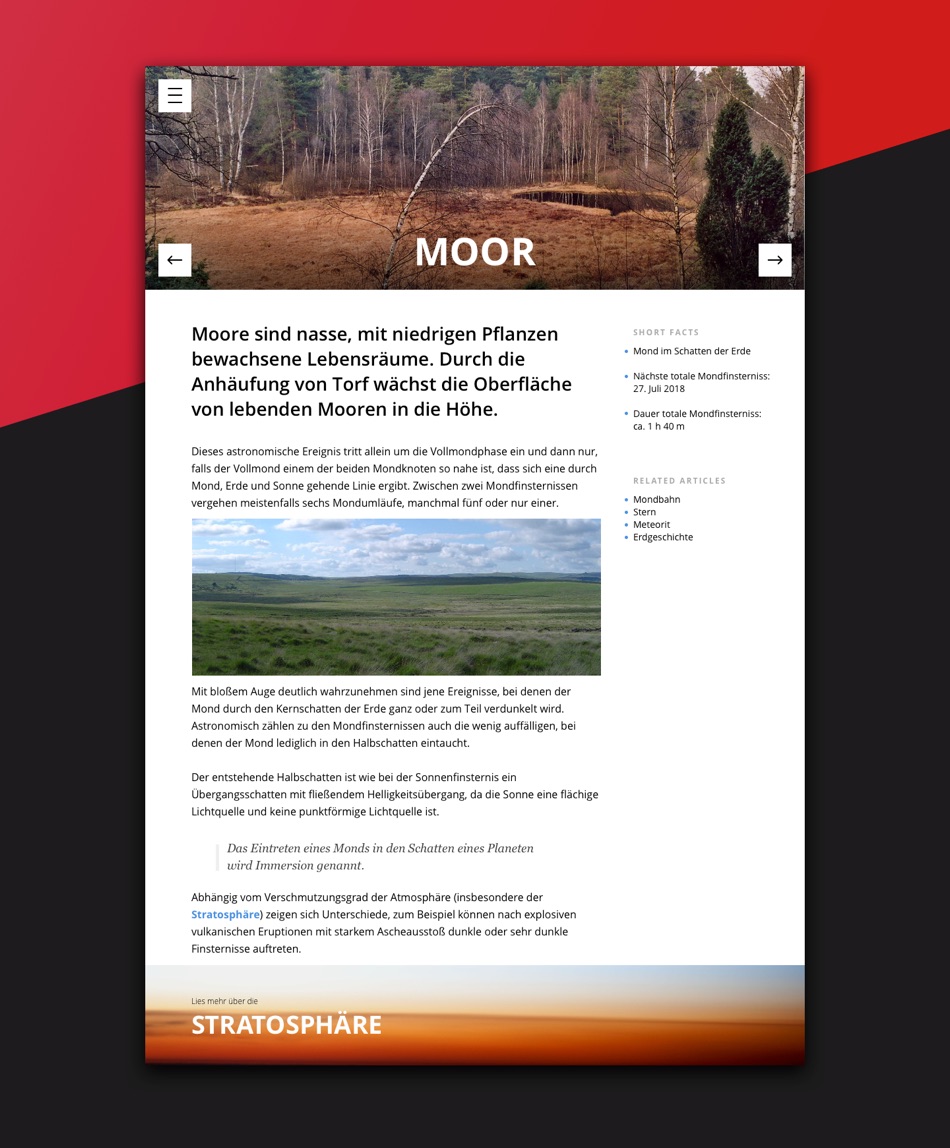 MOOR
Moore sind nasse, mit niedrigen Pflanzen
bewachsene Lebensräume. Durch die
Anhäufung von Torf wächst die Oberfläche
von lebenden Mooren in die Höhe.
Dieses astronomische Ereignis tritt allein um die Vollmondphase ein und dann nur,
falls der Vollmond einem der beiden Mondknoten so nahe ist, dass sich eine durch
Mond, Erde und Sonne gehende Linie ergibt. Zwischen zwei Mondfinsternissen
vergehen meistenfalls sechs Mondumläufe, manchmal fünf oder nur einer.
Mit bloßem Auge deutlich wahrzunehmen sind jene Ereignisse, bei denen der
Mond durch den Kernschatten der Erde ganz oder zum Teil verdunkelt wird.
Astronomisch zählen zu den Mondfinsternissen auch die wenig auffälligen, bei
denen der Mond lediglich in den Halbschatten eintaucht.
Der entstehende Halbschatten ist wie bei der Sonnenfinsternis ein
Übergangsschatten mit fließendem Helligkeitsübergang, da die Sonne eine flächige
Lichtquelle und keine punktförmige Lichtquelle ist.
Das Eintreten eines Monds in den Schatten eines Planeten
wird Immersion genannt.
Abhängig vom Verschmutzungsgrad der Atmosphäre (insbesondere der
Stratosphäre) zeigen sich Unterschiede, zum Beispiel können nach explosiven
vulkanischen Eruptionen mit starkem Ascheausstoß dunkle oder sehr dunkle
Finsternisse auftreten.
SHORT FACTS
Mond im Schatten der Erde
Nächste totale Mondfinsterniss:
27. Juli 2018
Dauer totale Mondfinsterniss:
ca. 1 h 40 m
RELATED ARTICLES
Mondbahn
Stern
Meteorit
Erdgeschichte
Lies mehr über die
STRATOSPHÄRE